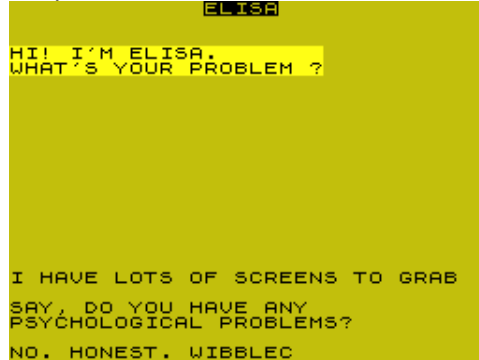 ELISA
HI! I'M ELISA.
WHAT'S YOUR PROBLEM ?
I HAVE LOTS OF SCREENS TO GRAB
SAY, DO YOU HAVE ANY
PSYCHOLOGICAL PROBLEMS?
NO. HONEST. WIBBLEC